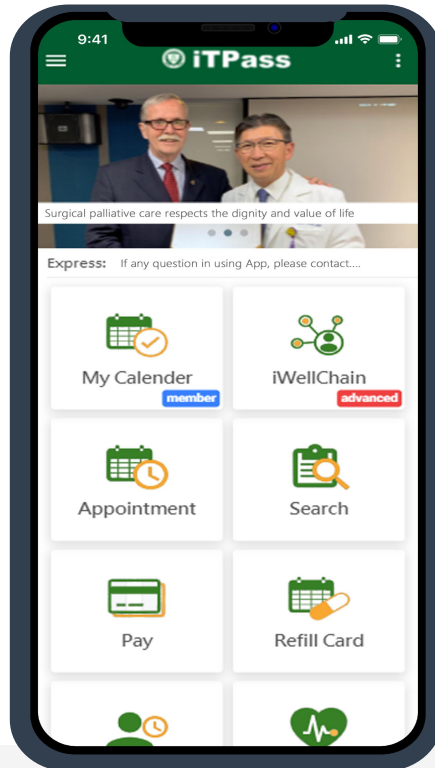 9:41
iTPass
Surgical palliative care respects the dignity and value of life
Express: If any question in using App, please contact....
My Calender
member
iWellChain
advanced
Appointment
Search
Pay
Refill Card